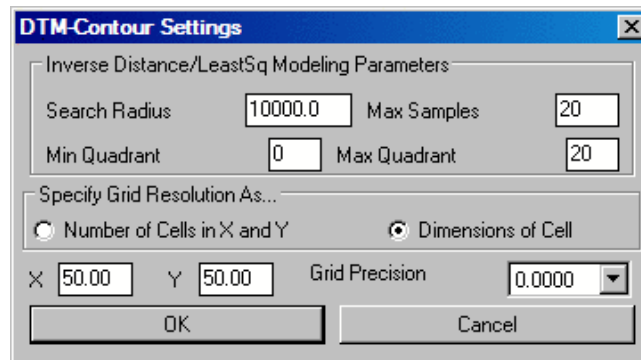 DTM-Contour Settings
Inverse Distance/LeastSq Modeling Parameters
Search Radius 10000.0 Max Samples 20
Min Quadrant 0 Max Quadrant 20
Specify Grid Resolution As...
Number of Cells in X and Y Dimensions of Cell
X 50.00 Y 50.00 Grid Precision 0.0000
OK Cancel